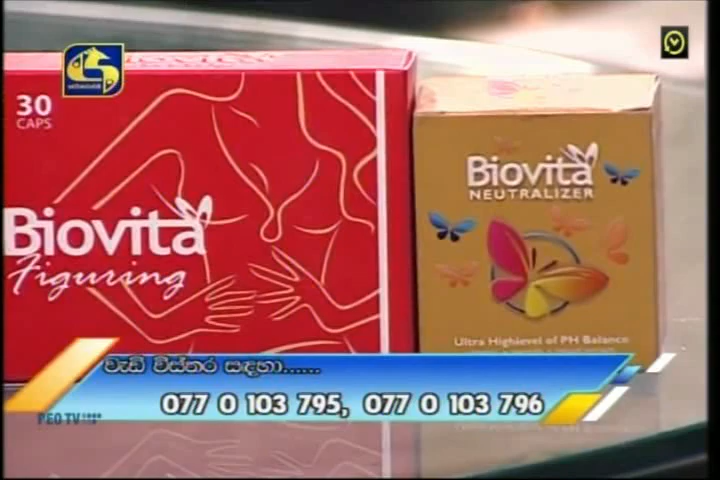 30
CAPS
Biovita
Figuring
Biovita
NEUTRALIZER
Ultra Highlevel of PH Balance
වැඩි විස්තර සඳහා......
077 0 103 795, 077 0 103 796
PEO TV